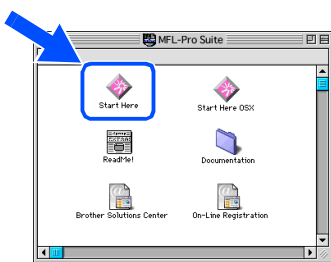 MFL-Pro Suite
Start Here
Start Here OSX
ReadMe!
Documentation
Brother Solutions Center
On-Line Registration